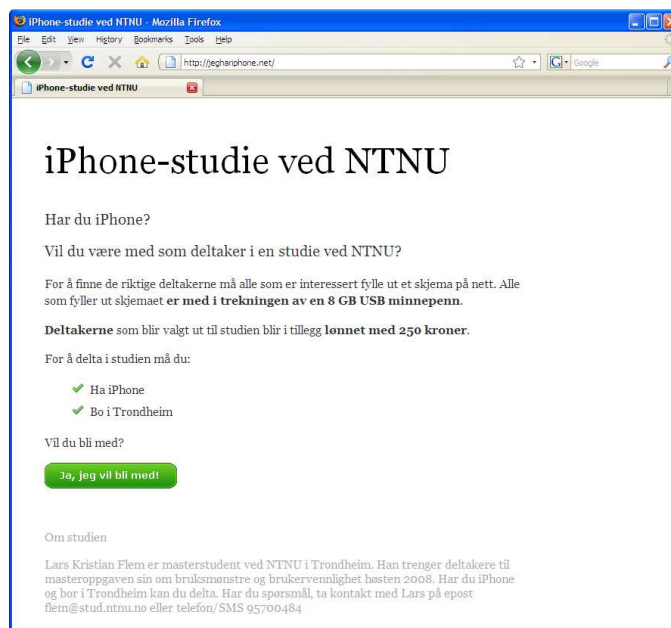 iPhone-studie ved NTNU - Mozilla Firefox
File Edit View History Bookmarks Tools Help
http://jeghariphone.net/
G Google
iPhone-studie ved NTNU
iPhone-studie ved NTNU
Har du iPhone?
Vil du være med som deltaker i en studie ved NTNU?
For å finne de riktige deltakerne må alle som er interessert fylle ut et skjema på nett. Alle
som fyller ut skjemaet er med i trekningen av en 8 GB USB minnepenn.
Deltakerne som blir valgt ut til studien blir i tillegg lønnet med 250 kroner.
For å delta i studien må du:
Ha iPhone
Bo i Trondheim
Vil du bli med?
Ja, jeg vil bli med!
Om studien
Lars Kristian Flem er masterstudent ved NTNU i Trondheim. Han trenger deltakere til
masteroppgaven sin om bruksmønstre og brukervennlighet høsten 2008. Har du iPhone
og bor i Trondheim kan du delta. Har du spørsmål, ta kontakt med Lars på epost
flem@stud.ntnu.no eller telefon/SMS 95700484